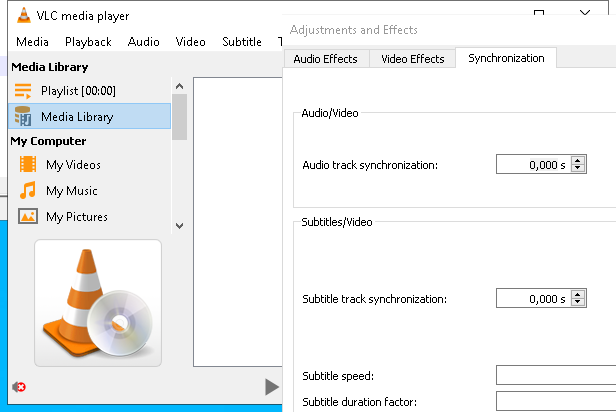 VLC media player
Media Playback Audio Video Subtitle
Media Library
Playlist [00:00]
Media Library
My Computer
My Videos
My Music
My Pictures
Adjustments and Effects
Audio Effects Video Effects Synchronization
Audio/Video
Audio track synchronization: 0,000 s
Subtitles/Video
Subtitle track synchronization: 0,000 s
Subtitle speed:
Subtitle duration factor: